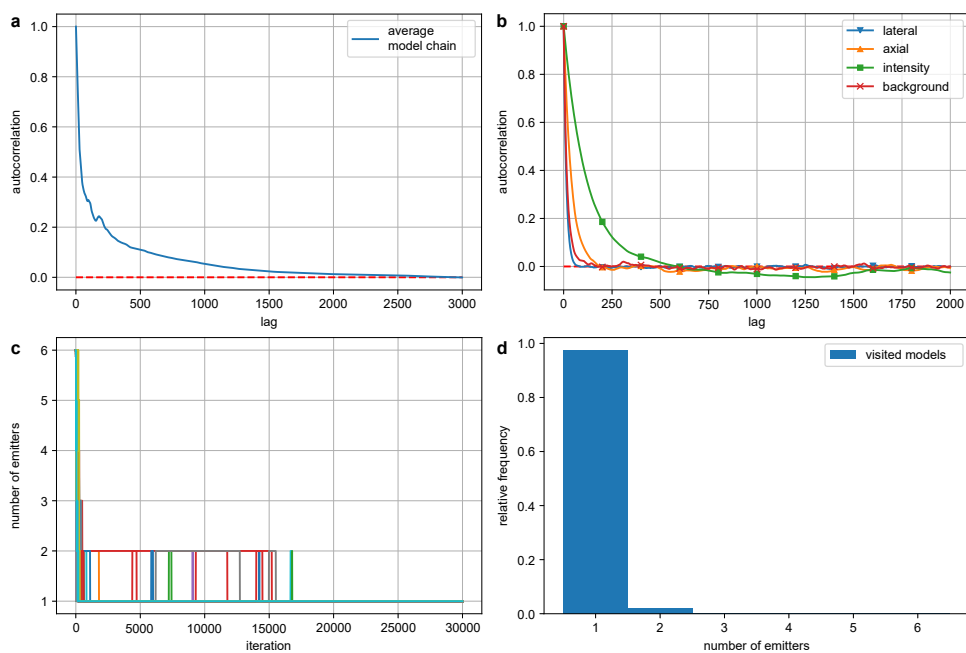 a
1.0
0.8
0.6
0.4
0.2
0.0
autocorrelation
average
model chain
0
500
1000
1500
2000
2500
3000
lag
b
1.0
0.8
0.6
0.4
0.2
0.0
autocorrelation
lateral
axial
intensity
background
0
250
500
750
1000
1250
1500
1750
2000
lag
c
6
5
4
3
2
1
number of emitters
0
5000
10000
15000
20000
25000
30000
iteration
d
1.0
0.8
0.6
0.4
0.2
0.0
relative frequency
visited models
1
2
3
4
5
6
number of emitters